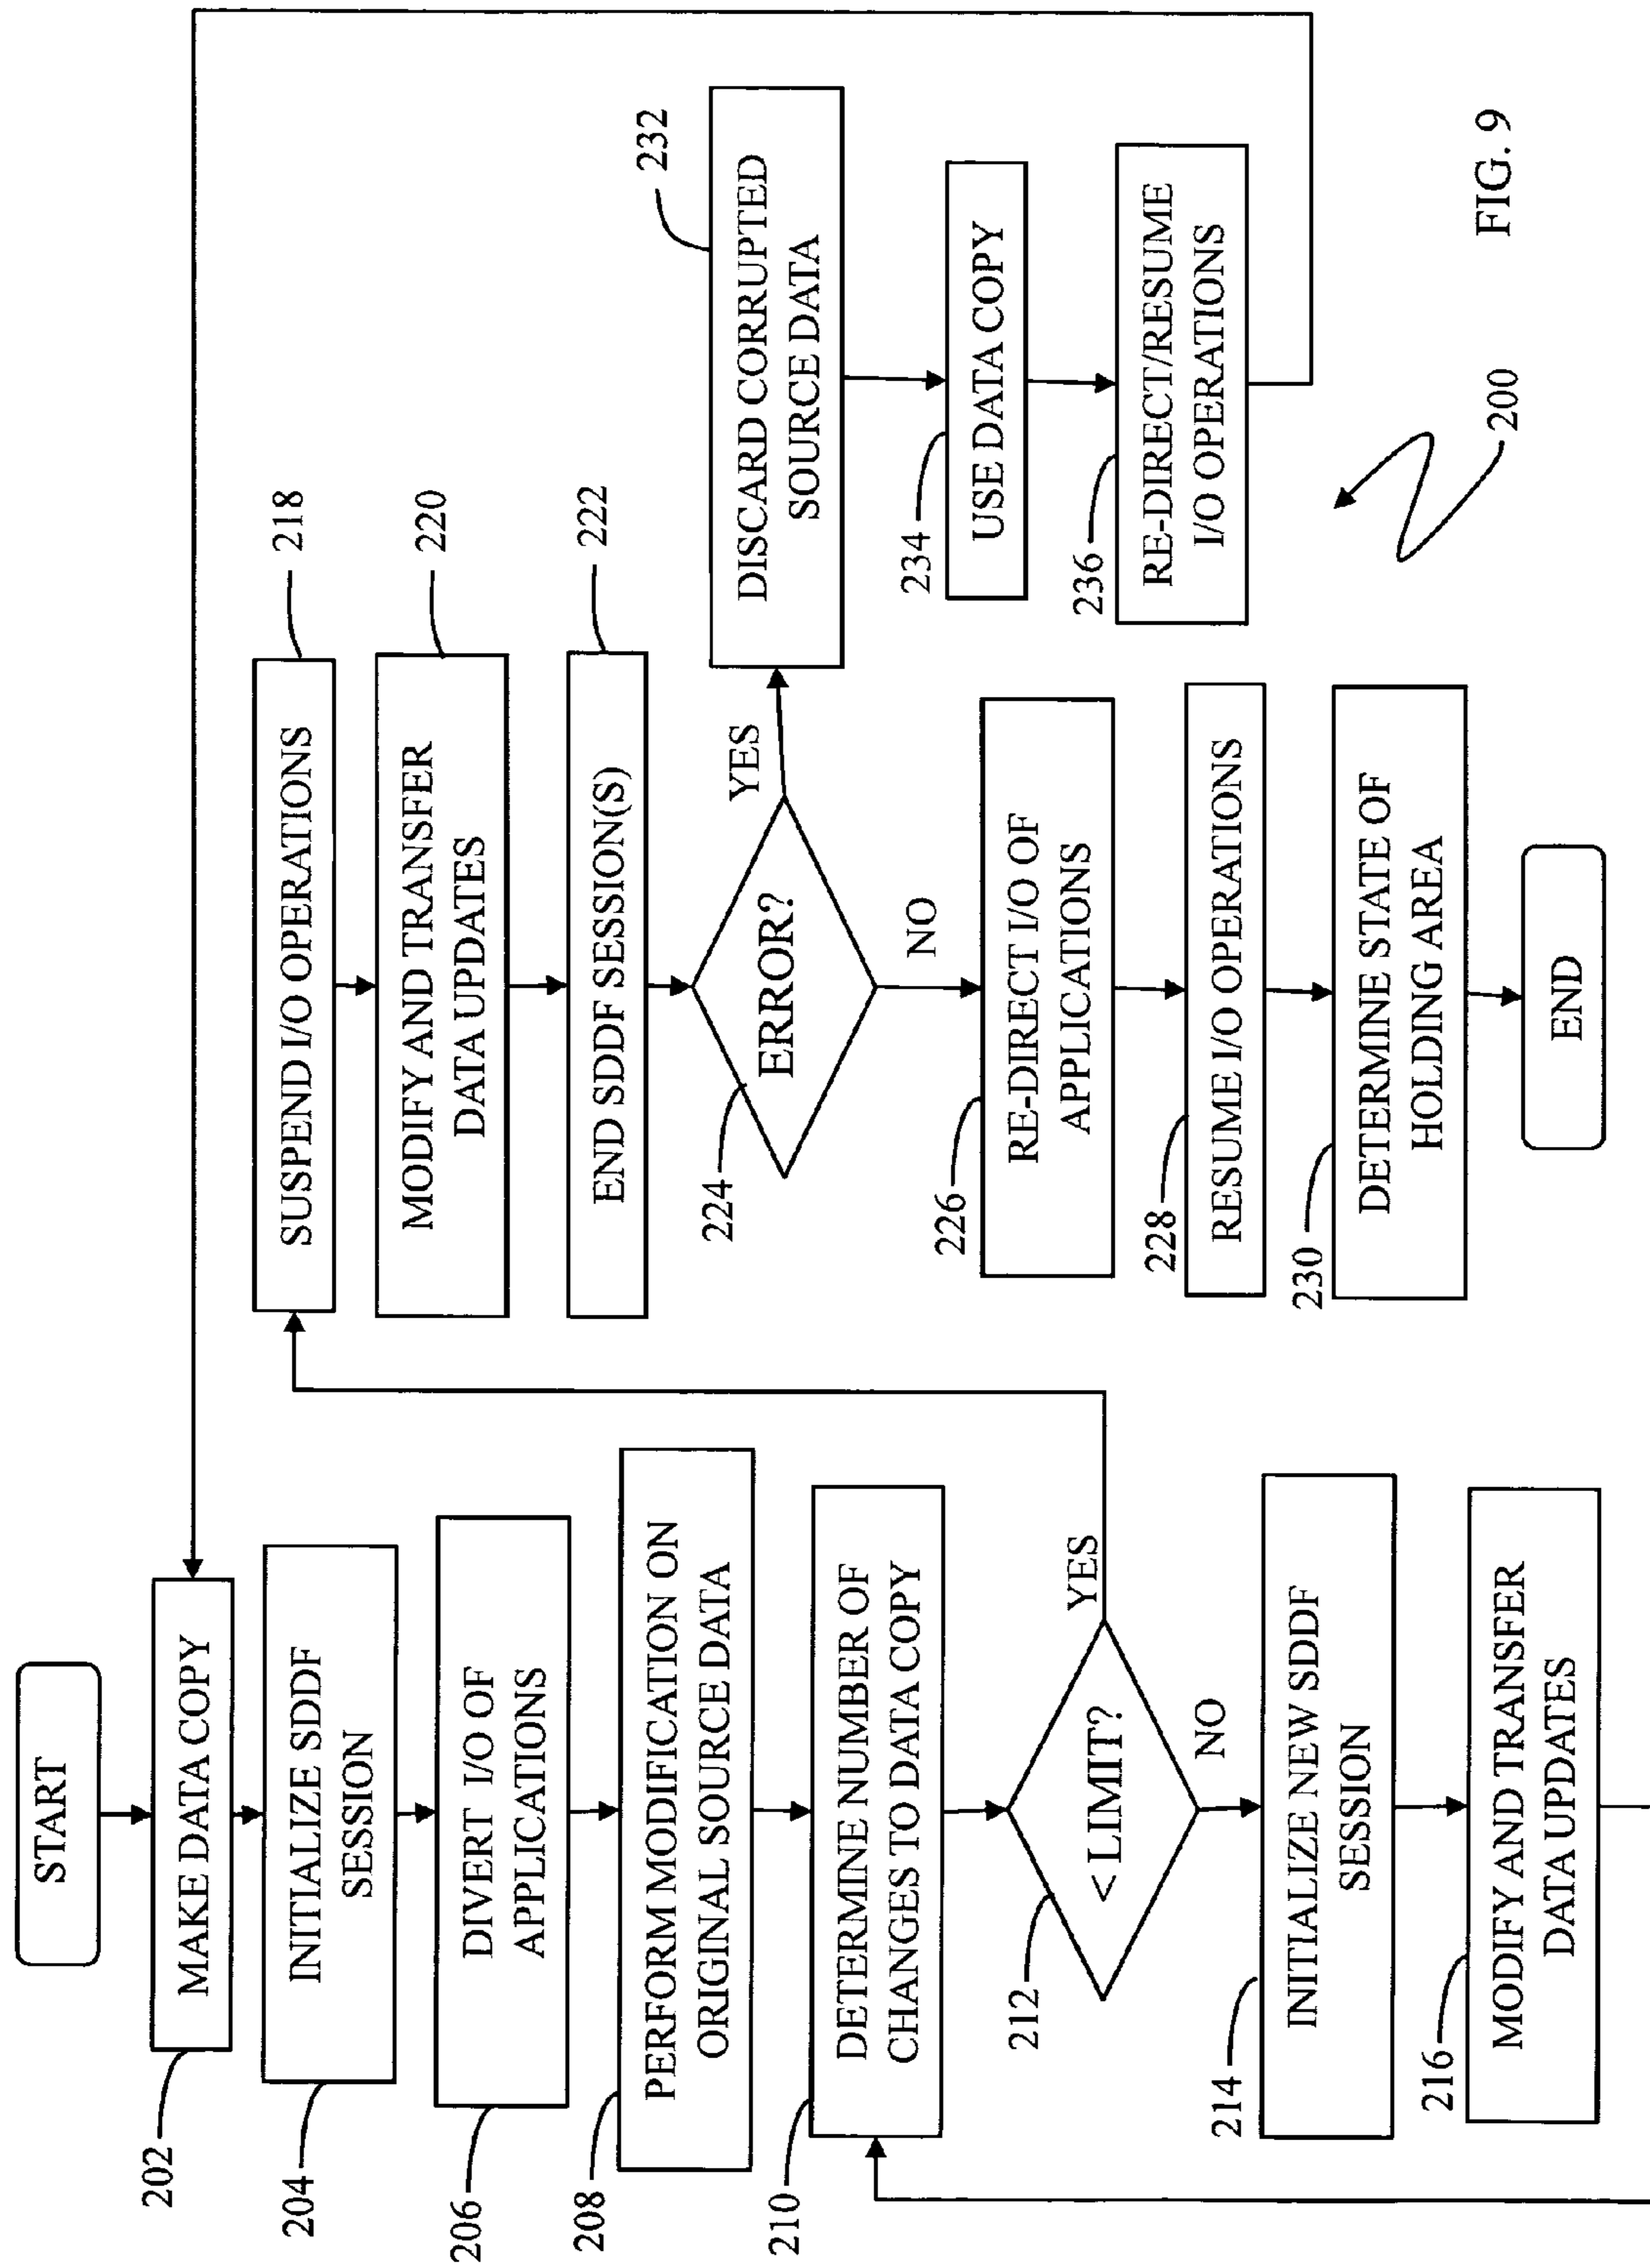 START
MAKE DATA COPY
202
INITIALIZE SDDF
SESSION
204
DIVERT I/O OF
APPLICATIONS
206
PERFORM MODIFICATION ON
ORIGINAL SOURCE DATA
208
DETERMINE NUMBER OF
CHANGES TO DATA COPY
210
< LIMIT?
212
YES
NO
INITIALIZE NEW SDDF
SESSION
214
MODIFY AND TRANSFER
DATA UPDATES
216
SUSPEND I/O OPERATIONS
218
MODIFY AND TRANSFER
DATA UPDATES
220
END SDDF SESSION(S)
222
ERROR?
224
YES
NO
RE-DIRECT I/O OF
APPLICATIONS
226
RESUME I/O OPERATIONS
228
DETERMINE STATE OF
HOLDING AREA
230
END
DISCARD CORRUPTED
SOURCE DATA
232
USE DATA COPY
234
RE-DIRECT/RESUME
I/O OPERATIONS
236
200
FIG. 9